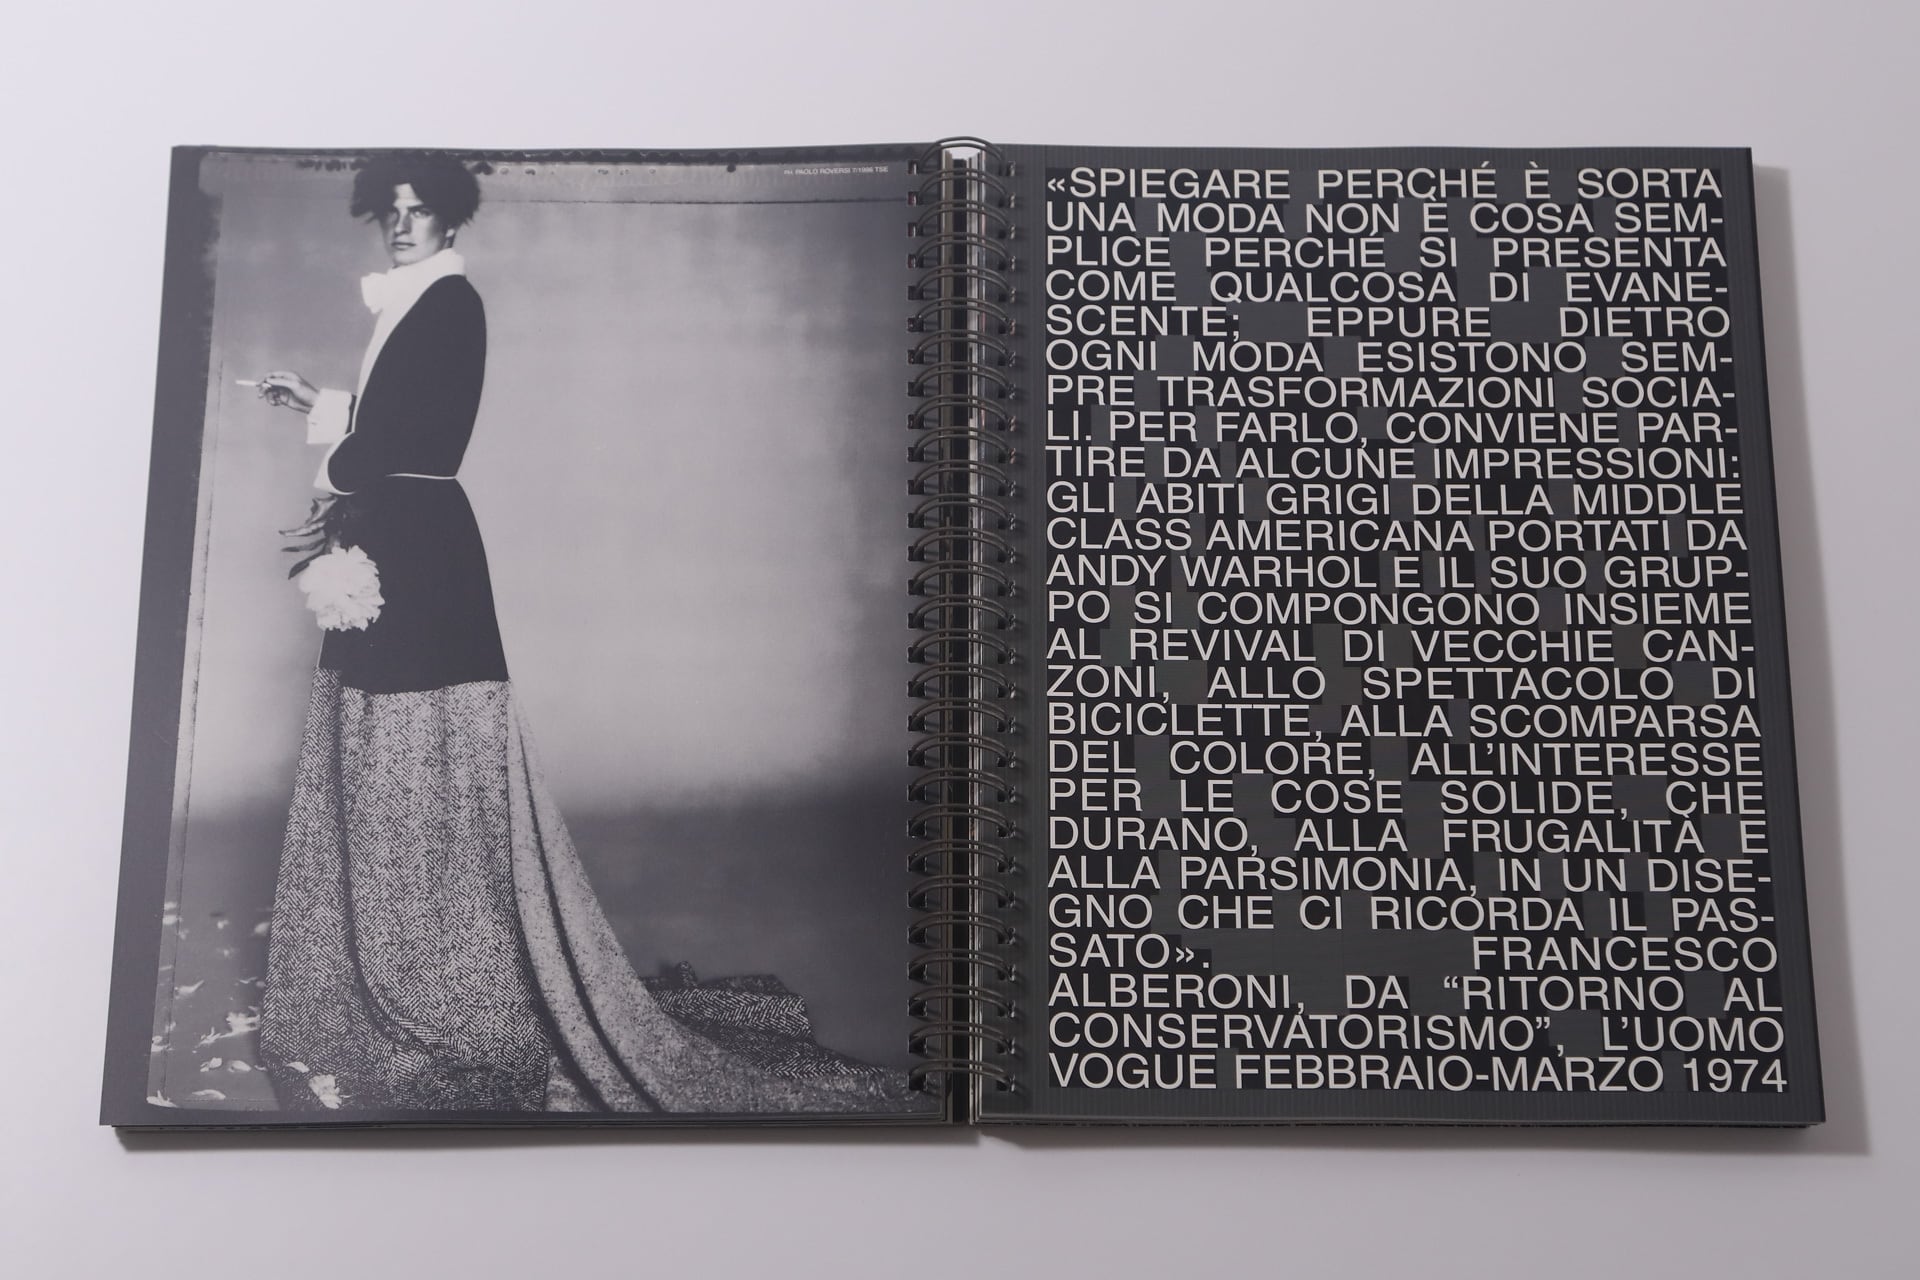 PH. PAOLO ROVERSI 7/1986 TSE
«SPIEGARE PERCHÉ È SORTA
UNA MODA NON È COSA SEM-
PLICE PERCHÉ SI PRESENTA
COME QUALCOSA DI EVANE-
SCENTE; EPPURE DIETRO
OGNI MODA ESISTONO SEM-
PRE TRASFORMAZIONI SOCIA-
LI. PER FARLO, CONVIENE PAR-
TIRE DA ALCUNE IMPRESSIONI:
GLI ABITI GRIGI DELLA MIDDLE
CLASS AMERICANA PORTATI DA
ANDY WARHOL E IL SUO GRUP-
PO SI COMPONGONO INSIEME
AL REVIVAL DI VECCHIE CAN-
ZONI, ALLO SPETTACOLO DI
BICICLETTE, ALLA SCOMPARSA
DEL COLORE, ALL’INTERESSE
PER LE COSE SOLIDE, CHE
DURANO, ALLA FRUGALITÀ E
ALLA PARSIMONIA, IN UN DISE-
GNO CHE CI RICORDA IL PAS-
SATO». FRANCESCO
ALBERONI, DA “RITORNO AL
CONSERVATORISMO”, L’UOMO
VOGUE FEBBRAIO-MARZO 1974